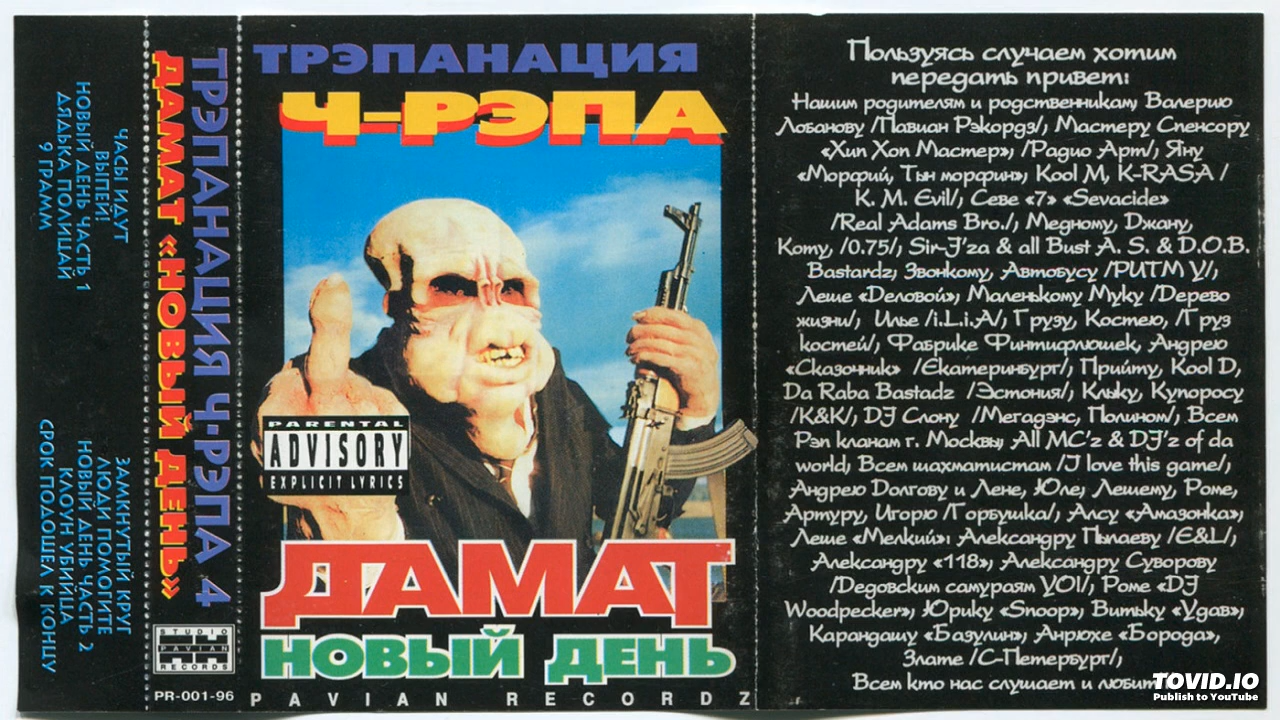 ЧАСЫ ИДУТ
ВЫПЕЙ!
НОВЫЙ ДЕНЬ ЧАСТЬ 1
ДЯДЬКА ПОЛИЦАЙ
9 ГРАММ
ЗАМКНУТЫЙ КРУГ
ЛЮДИ ПОМОГИТЕ
НОВЫЙ ДЕНЬ ЧАСТЬ 2
КЛОУН УБИЙЦА
СРОК ПОДОШЕЛ К КОНЦУ
ТРЭПАНАЦИЯ Ч-РЭПА 4
ДАМАТ «НОВЫЙ ДЕНЬ»
STUDIO
PAVIAN
RECORDS
PR-001-96
ТРЭПАНАЦИЯ
Ч-РЭПА
PARENTAL
ADVISORY
EXPLICIT LYRICS
ДАМАТ
НОВЫЙ ДЕНЬ
PAVIAN RECORDZ
Пользуясь случаем хотим
передать привет:
Нашим родителям и родственникам; Валерию
Лобанову /Павиан Рэкордз/; Мастеру Спенсору
«Хип Хоп Мастер»; /Радио Арт/; Яну
«Морфий, Тын морфин»; Kool M, K-RASA /
K. M. Evil/; Севе «7» «Sevacide»
/Real Adams Bro./; Медному, Джану,
Коту, /0.75/; Sir-J'za & all Bust A. S. & D.O.B.
Bastardz; Звонкому, Автобусу /РИТМ У/;
Леше «Деловой»; Маленькому Муку /Дерево
жизни/; Илье /i.L.i.A/; Грузу, Костею, /Груз
костей/; Фабрике Финтифлюшек, Андрею
«Сказочник» /Екатеринбург/; Прийту, Kool D,
Da Raba Bastadz /Эстония/; Клыку, Купоросу
/К&К/; DJ Слону /Мегадэнс, Полином/; Всем
Рэп кланам г. Москвы; All MC'z & DJ'z of da
world; Всем шахматистам /I love this game/;
Андрею Долгову и Лене, Юле; Лешему, Роме,
Артуру, Игорю /Горбушка/; Алсу «Амазонка»;
Леше «Мелкий»; Александру Пылаеву /E&L/;
Александру «118»; Александру Суворову
/Дедовским самураям YO!/; Роме «DJ
Woodpecker»; Юрику «Snoop»; Витьку «Удав»;
Карандашу «Базулин»; Анрюхе «Борода»;
Злате /С-Петербург/;
Всем кто нас слушает и любит
TOVID.IO
Publish to YouTube